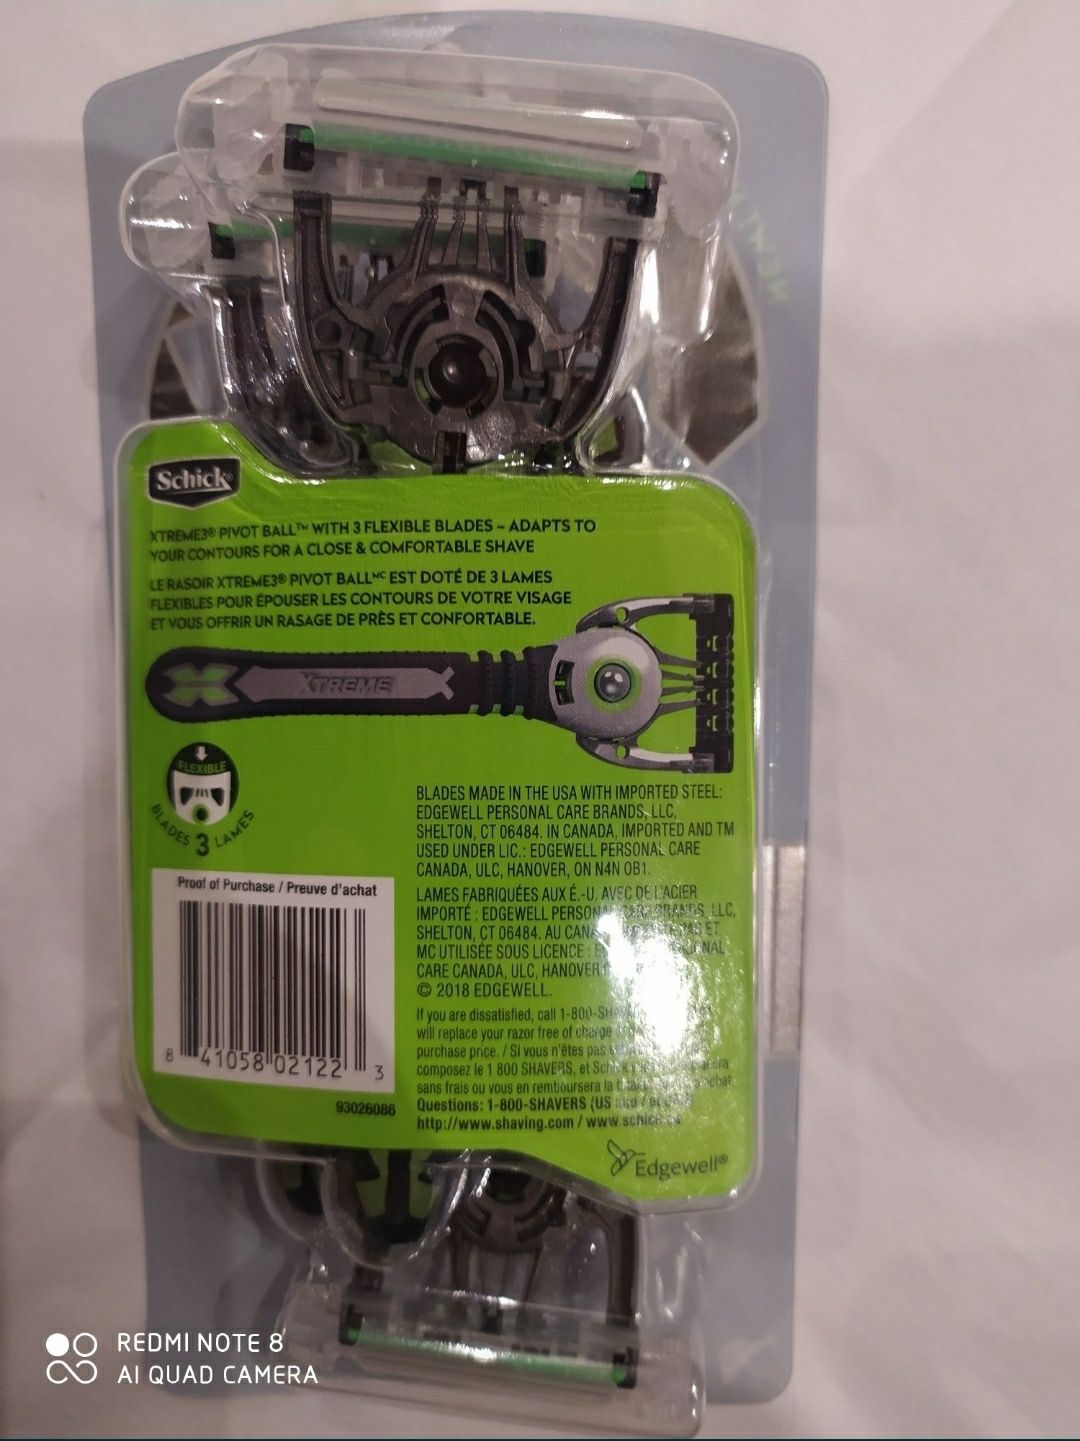 Schick®
XTREME3® PIVOT BALL™ WITH 3 FLEXIBLE BLADES – ADAPTS TO
YOUR CONTOURS FOR A CLOSE & COMFORTABLE SHAVE
LE RASOIR XTREME3® PIVOT BALLᴹᶜ EST DOTÉ DE 3 LAMES
FLEXIBLES POUR ÉPOUSER LES CONTOURS DE VOTRE VISAGE
ET VOUS OFFRIR UN RASAGE DE PRÈS ET CONFORTABLE.
XTREME
FLEXIBLE
BLADES 3 LAMES
BLADES MADE IN THE USA WITH IMPORTED STEEL:
EDGEWELL PERSONAL CARE BRANDS, LLC,
SHELTON, CT 06484. IN CANADA, IMPORTED AND TM
USED UNDER LIC.: EDGEWELL PERSONAL CARE
CANADA, ULC, HANOVER, ON N4N 0B1.
LAMES FABRIQUÉES AUX É.-U. AVEC DE L'ACIER
IMPORTÉ : EDGEWELL PERSONAL CARE BRANDS, LLC,
SHELTON, CT 06484. AU ET
MC UTILISÉE SOUS LICENCE :
CARE CANADA, ULC, HANOVER
© 2018 EDGEWELL.
If you are dissatisfied, call
will replace your razor free of charge
purchase price. / Si vous n'êtes pas
composez le 1 800 SHAVERS, et
sans frais ou vous en remboursera la
Questions: 1-800-SHAVERS (US
http://www.shaving.com /
Edgewell®
Proof of Purchase / Preuve d'achat
8 41058 02122 3
93026086
REDMI NOTE 8
AI QUAD CAMERA